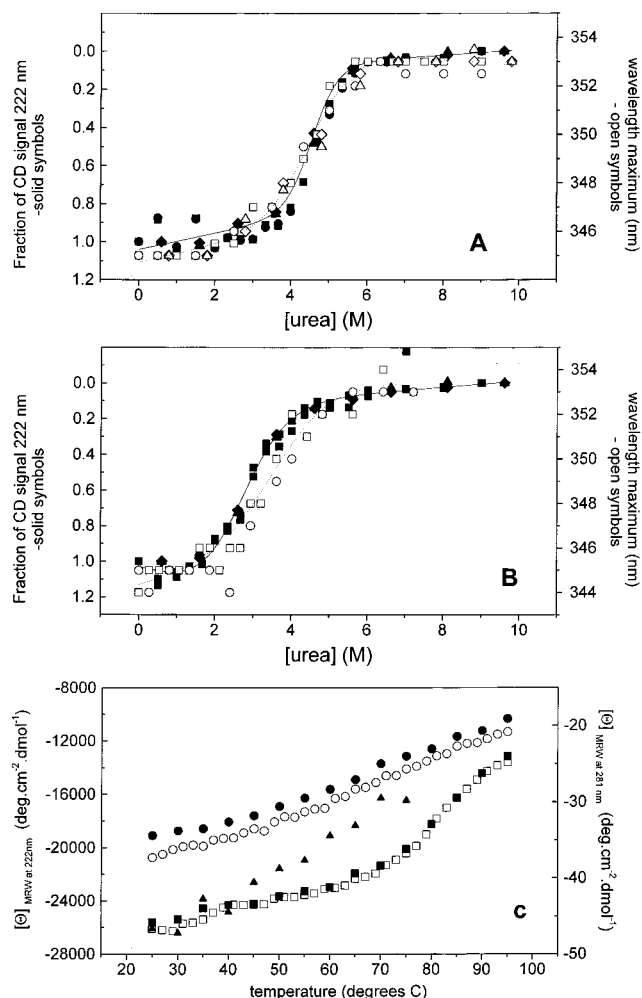 0.0
0.2
0.4
0.6
0.8
1.0
1.2
Fraction of CD signal 222 nm
-solid symbols
354
352
350
348
346
344
wavelength maximum (nm)
- open symbols
A
0 2 4 6 8 10
[urea] (M)
0.0
0.2
0.4
0.6
0.8
1.0
1.2
Fraction of CD signal 222 nm
-solid symbols
354
352
350
348
346
345
344
wavelength maximum (nm)
- open symbols
B
0 2 4 6 8 10
[urea] (M)
-8000
-12000
-16000
-20000
-24000
-28000
[Θ] MRW at 222nm (deg.cm⁻².dmol⁻¹)
-20
-30
-40
-50
[Θ] MRW at 281 nm
(deg.cm⁻².dmol⁻¹)
c
20 30 40 50 60 70 80 90 100
temperature (degrees C)